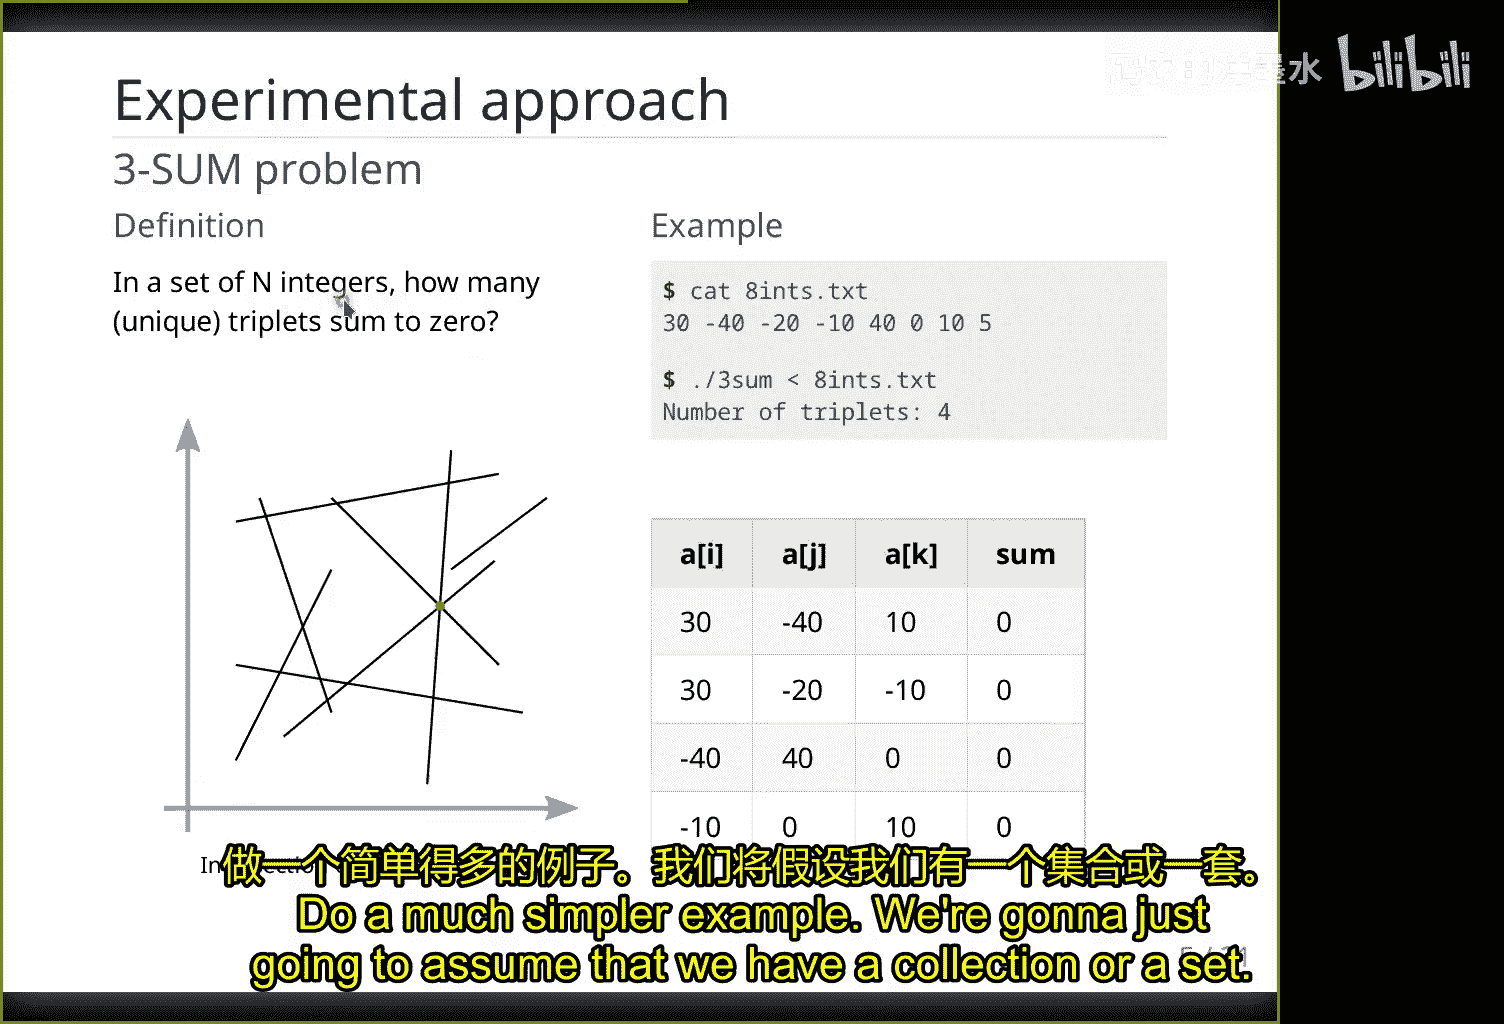 水 bilibili
Experimental approach
3-SUM problem
Definition
In a set of N integers, how many
(unique) triplets sum to zero?
Example
$ cat 8ints.txt
30 -40 -20 -10 40 0 10 5
$ ./3sum < 8ints.txt
Number of triplets: 4
a[i] a[j] a[k] sum
30 -40 10 0
30 -20 -10 0
-40 40 0 0
-10 0 10 0
做一个简单得多的例子。我们将假设我们有一个集合或一套。
Do a much simpler example. We're gonna just
going to assume that we have a collection or a set.